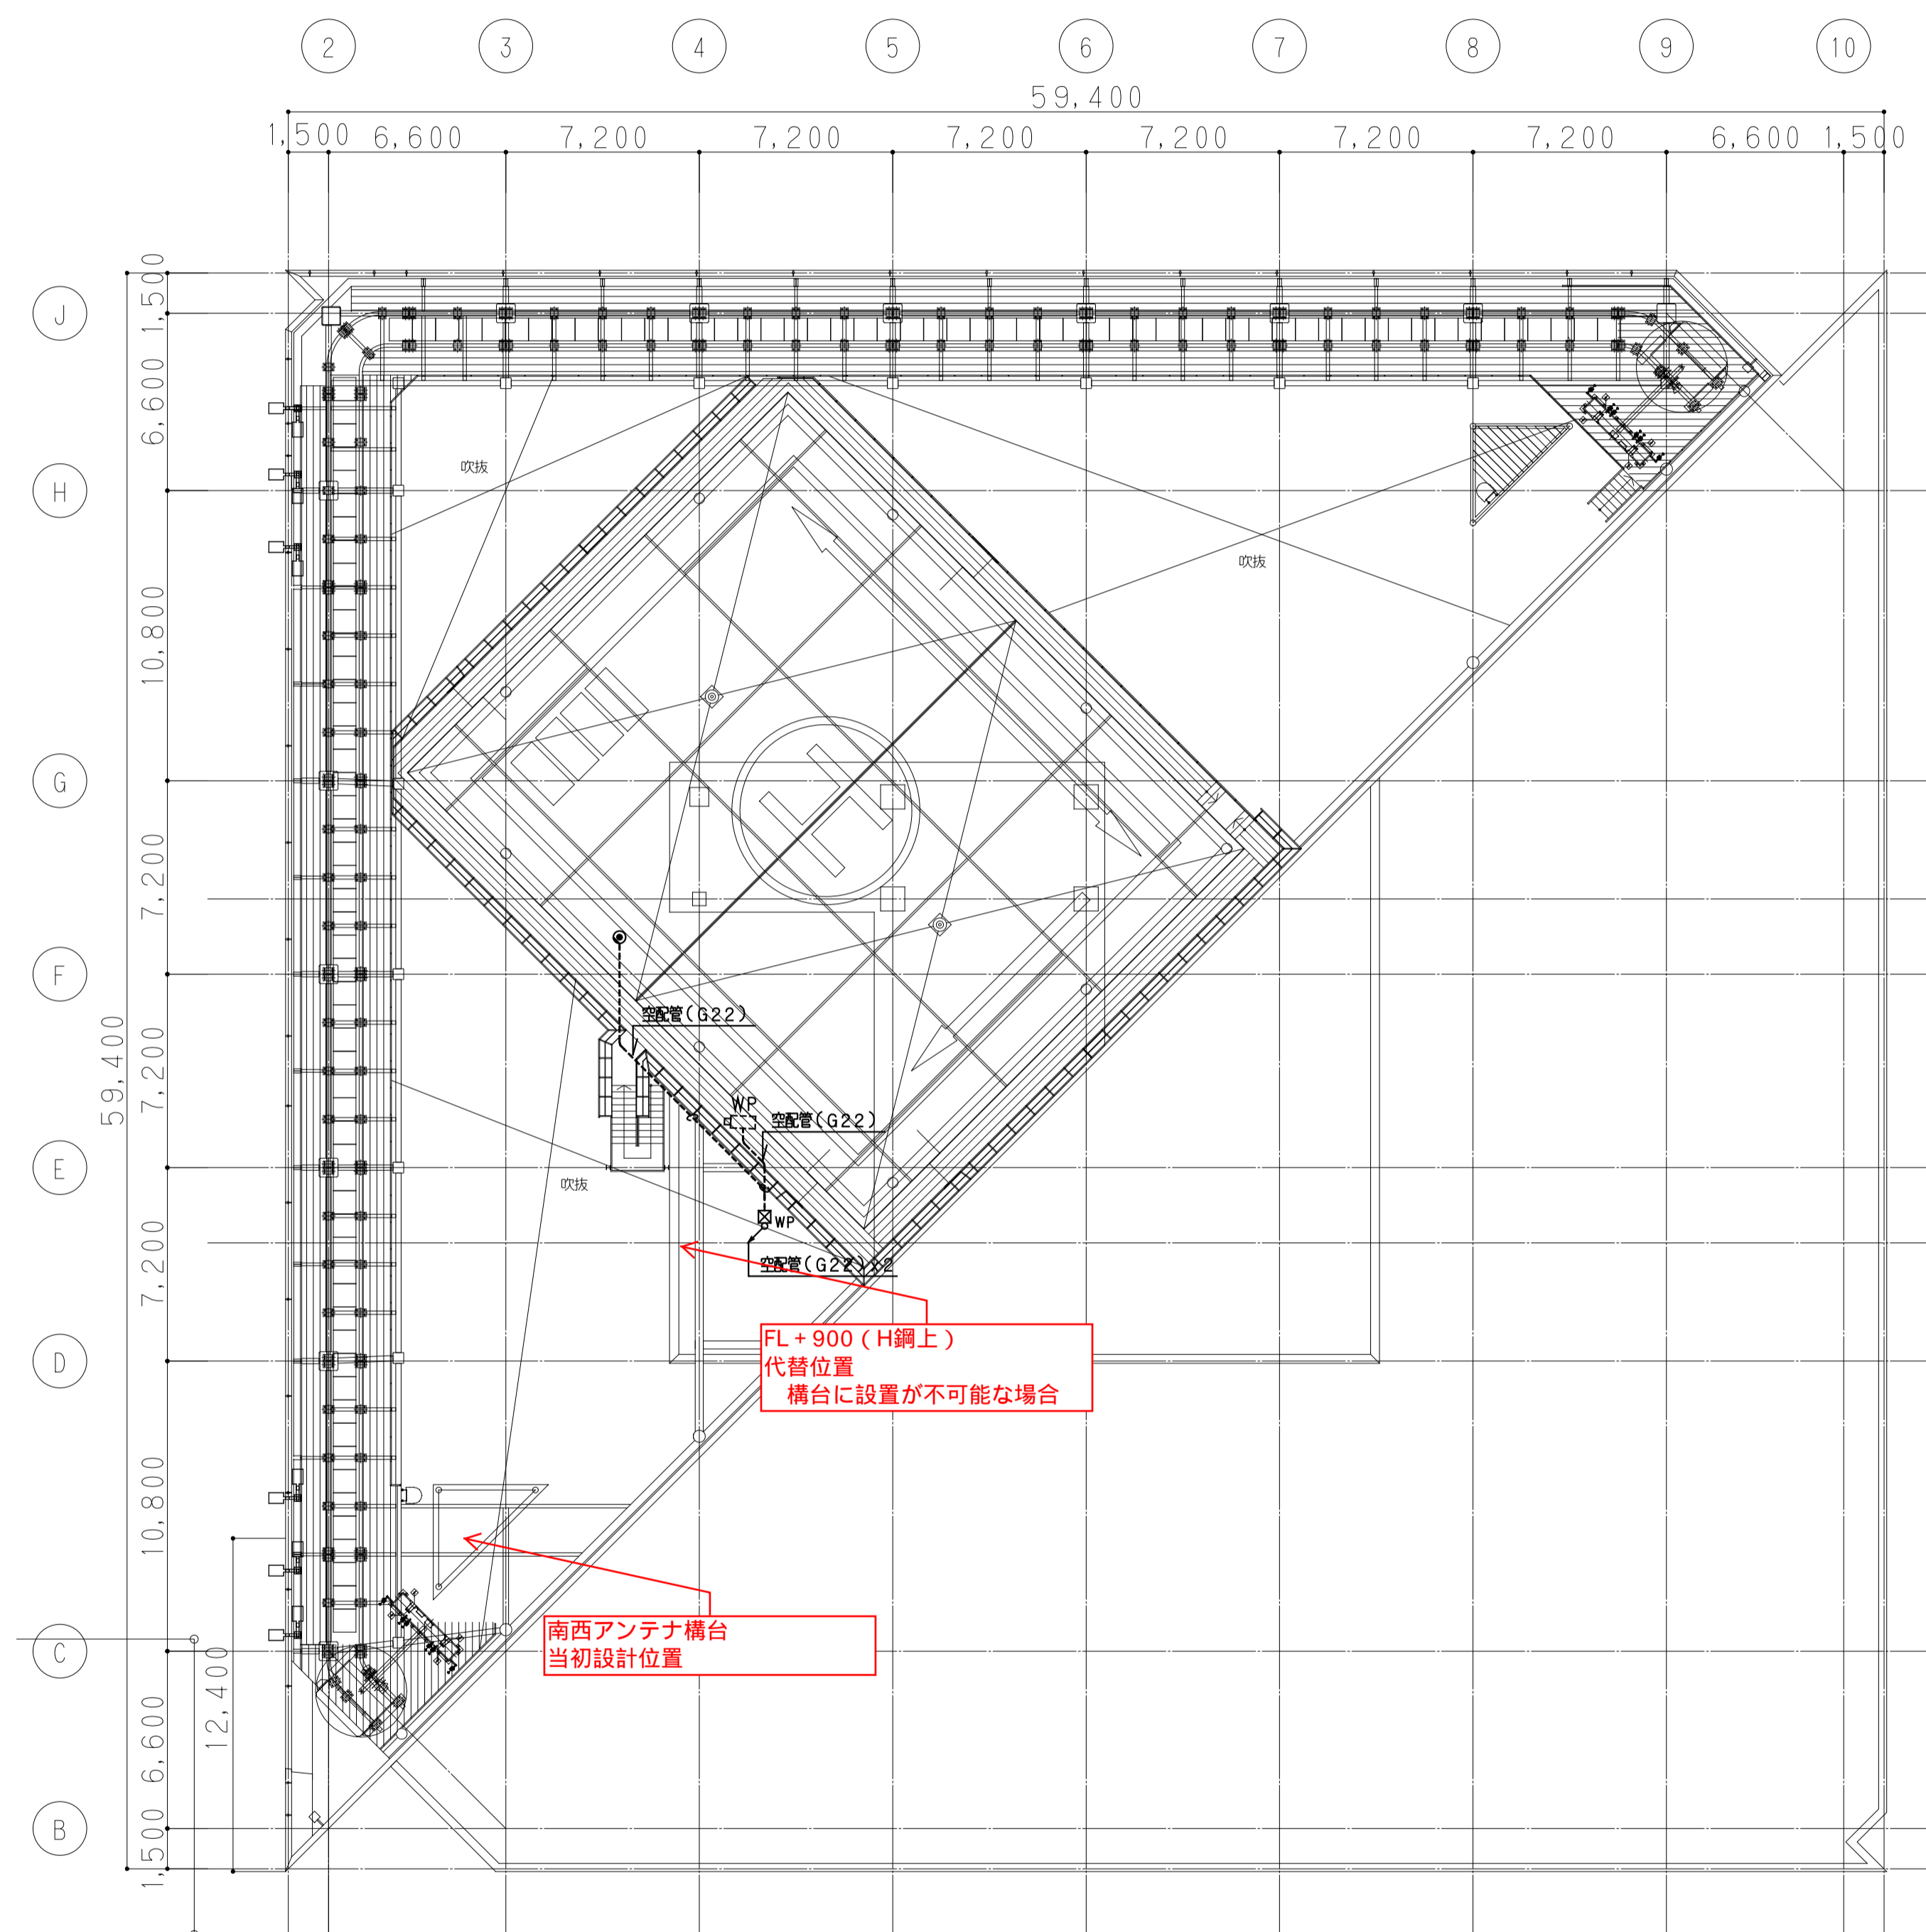 2 3 4 5 6 7 8 9 10
59,400
1,500 6,600 7,200 7,200 7,200 7,200 7,200 7,200 6,600 1,500
J
H
G
F
E
D
C
B
59,400
1,500
6,600
10,800
7,200
7,200
7,200
10,800
6,600
1,500
12,400
吹抜
吹抜
空配管(G22)
WP
空配管(G22)
吹抜
WP
空配管(G22)×2
FL+900(H鋼上)
代替位置
構台に設置が不可能な場合
南西アンテナ構台
当初設計位置